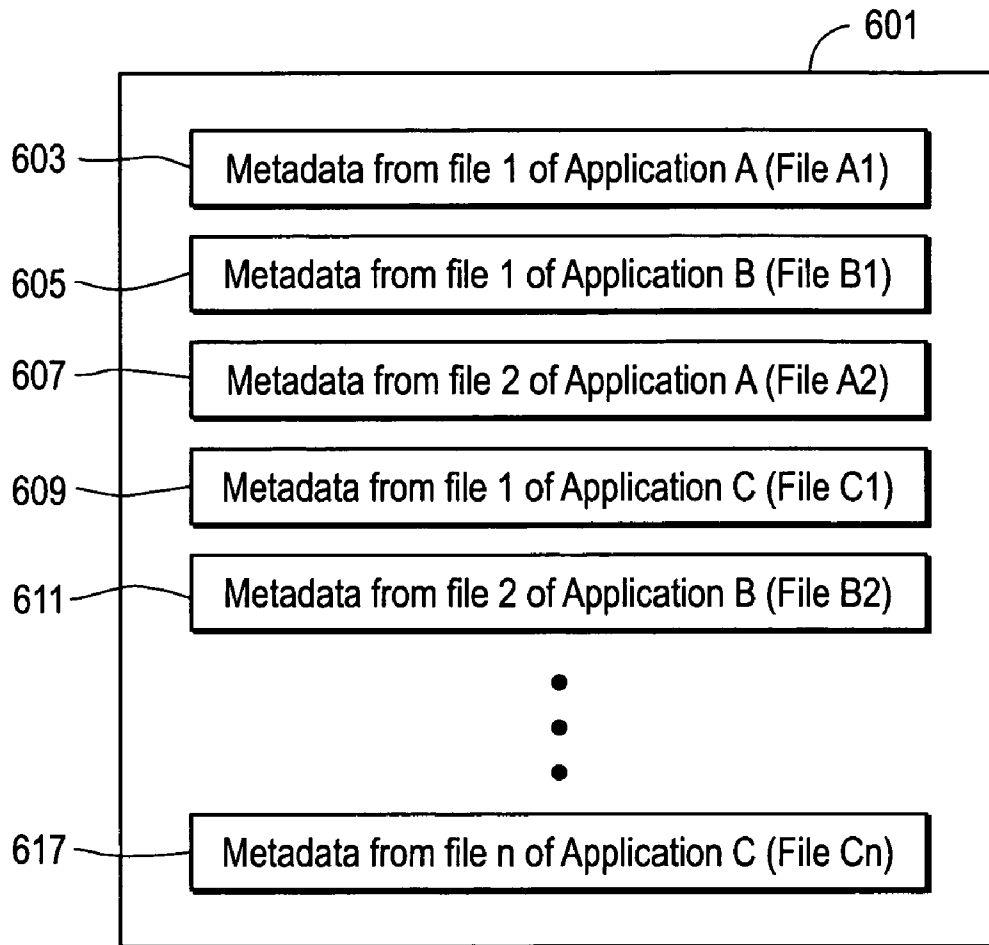 601
603 Metadata from file 1 of Application A (File A1)
605 Metadata from file 1 of Application B (File B1)
607 Metadata from file 2 of Application A (File A2)
609 Metadata from file 1 of Application C (File C1)
611 Metadata from file 2 of Application B (File B2)
617 Metadata from file n of Application C (File Cn)